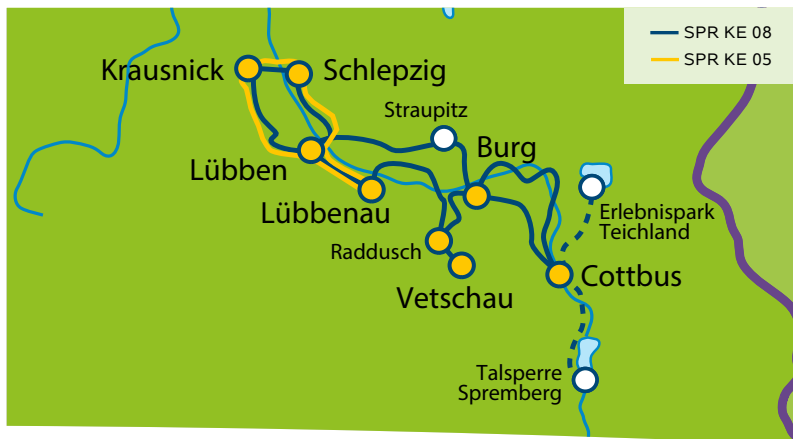 SPR KE 08
SPR KE 05
Krausnick
Schlepzig
Straupitz
Burg
Lübben
Lübbenau
Erlebnispark
Teichland
Raddusch
Cottbus
Vetschau
Talsperre
Spremberg